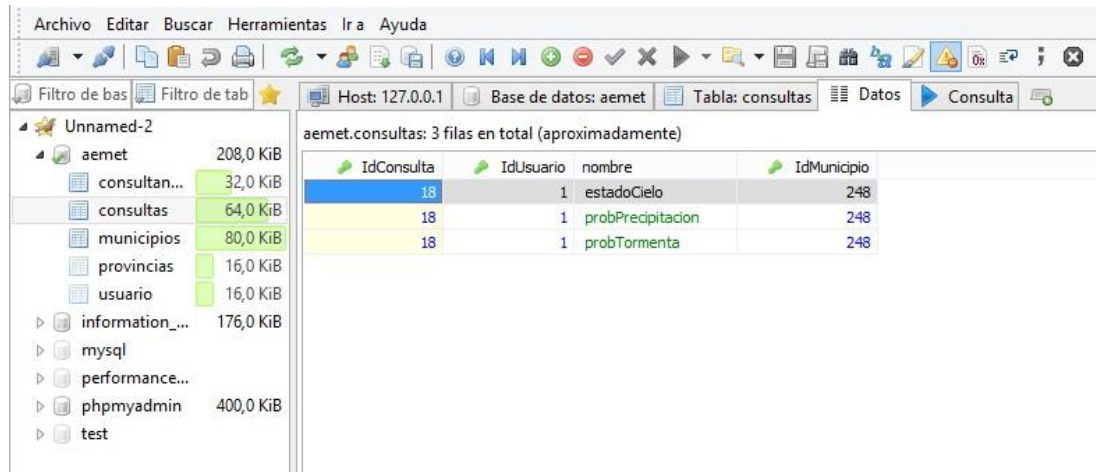 Archivo Editar Buscar Herramientas Ir a Ayuda
Filtro de bas Filtro de tab Host: 127.0.0.1 Base de datos: aemet Tabla: consultas Datos Consulta
Unnamed-2
aemet 208,0 KiB
consultan... 32,0 KiB
consultas 64,0 KiB
municipios 80,0 KiB
provincias 16,0 KiB
usuario 16,0 KiB
information_... 176,0 KiB
mysql
performance...
phpmyadmin 400,0 KiB
test
aemet.consultas: 3 filas en total (aproximadamente)
IdConsulta IdUsuario nombre IdMunicipio
18 1 estadoCielo 248
18 1 probPrecipitacion 248
18 1 probTormenta 248